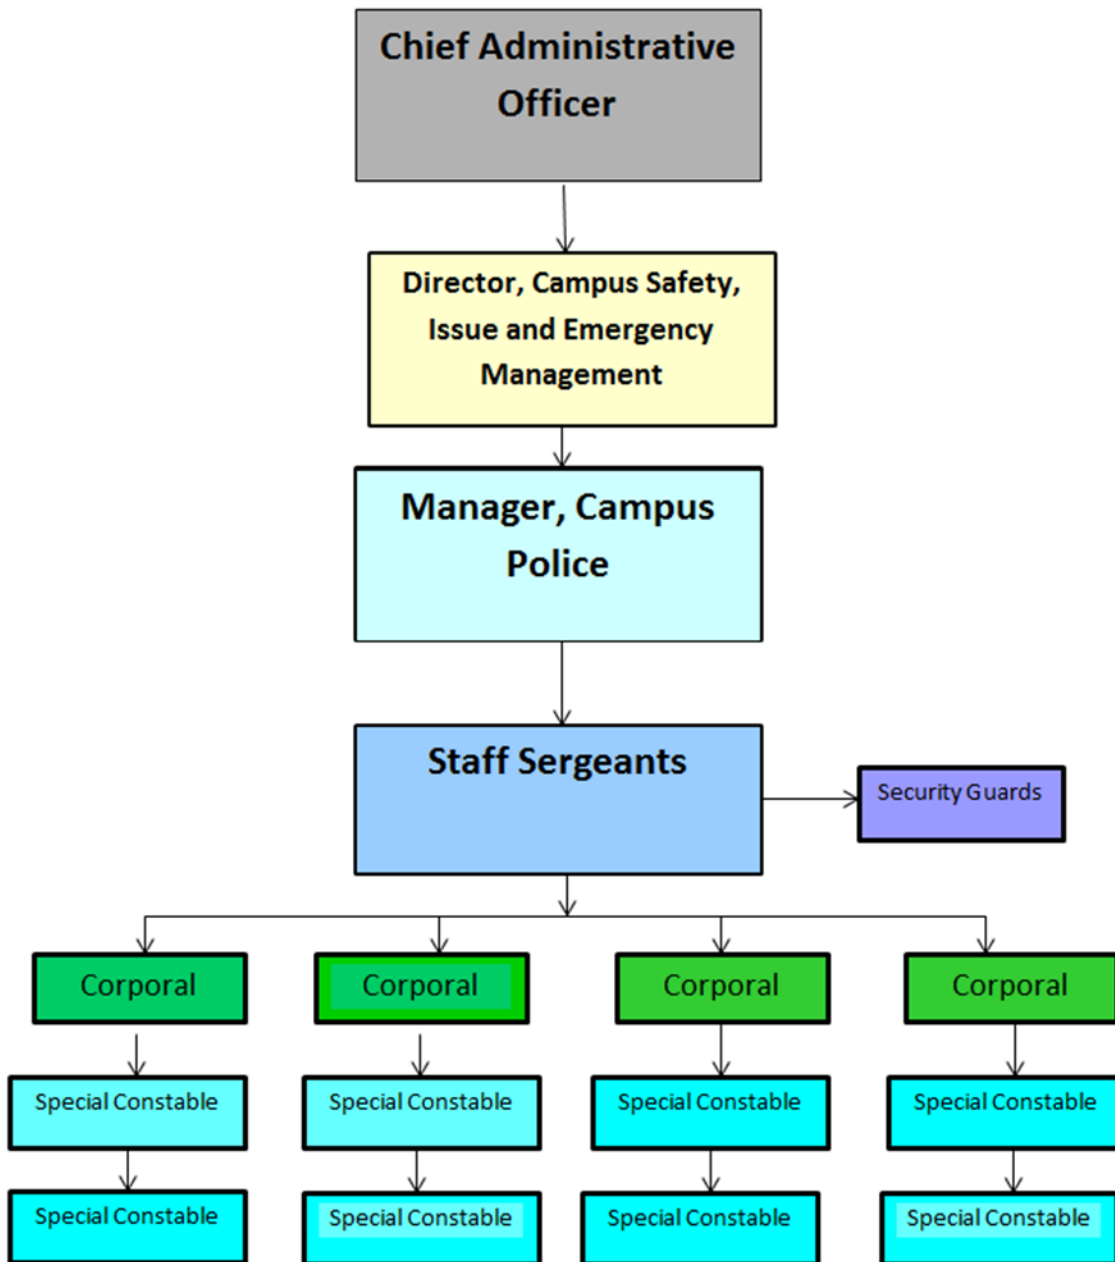 Chief Administrative
Officer
Director, Campus Safety,
Issue and Emergency
Management
Manager, Campus
Police
Staff Sergeants
Security Guards
Corporal
Corporal
Corporal
Corporal
Special Constable
Special Constable
Special Constable
Special Constable
Special Constable
Special Constable
Special Constable
Special Constable